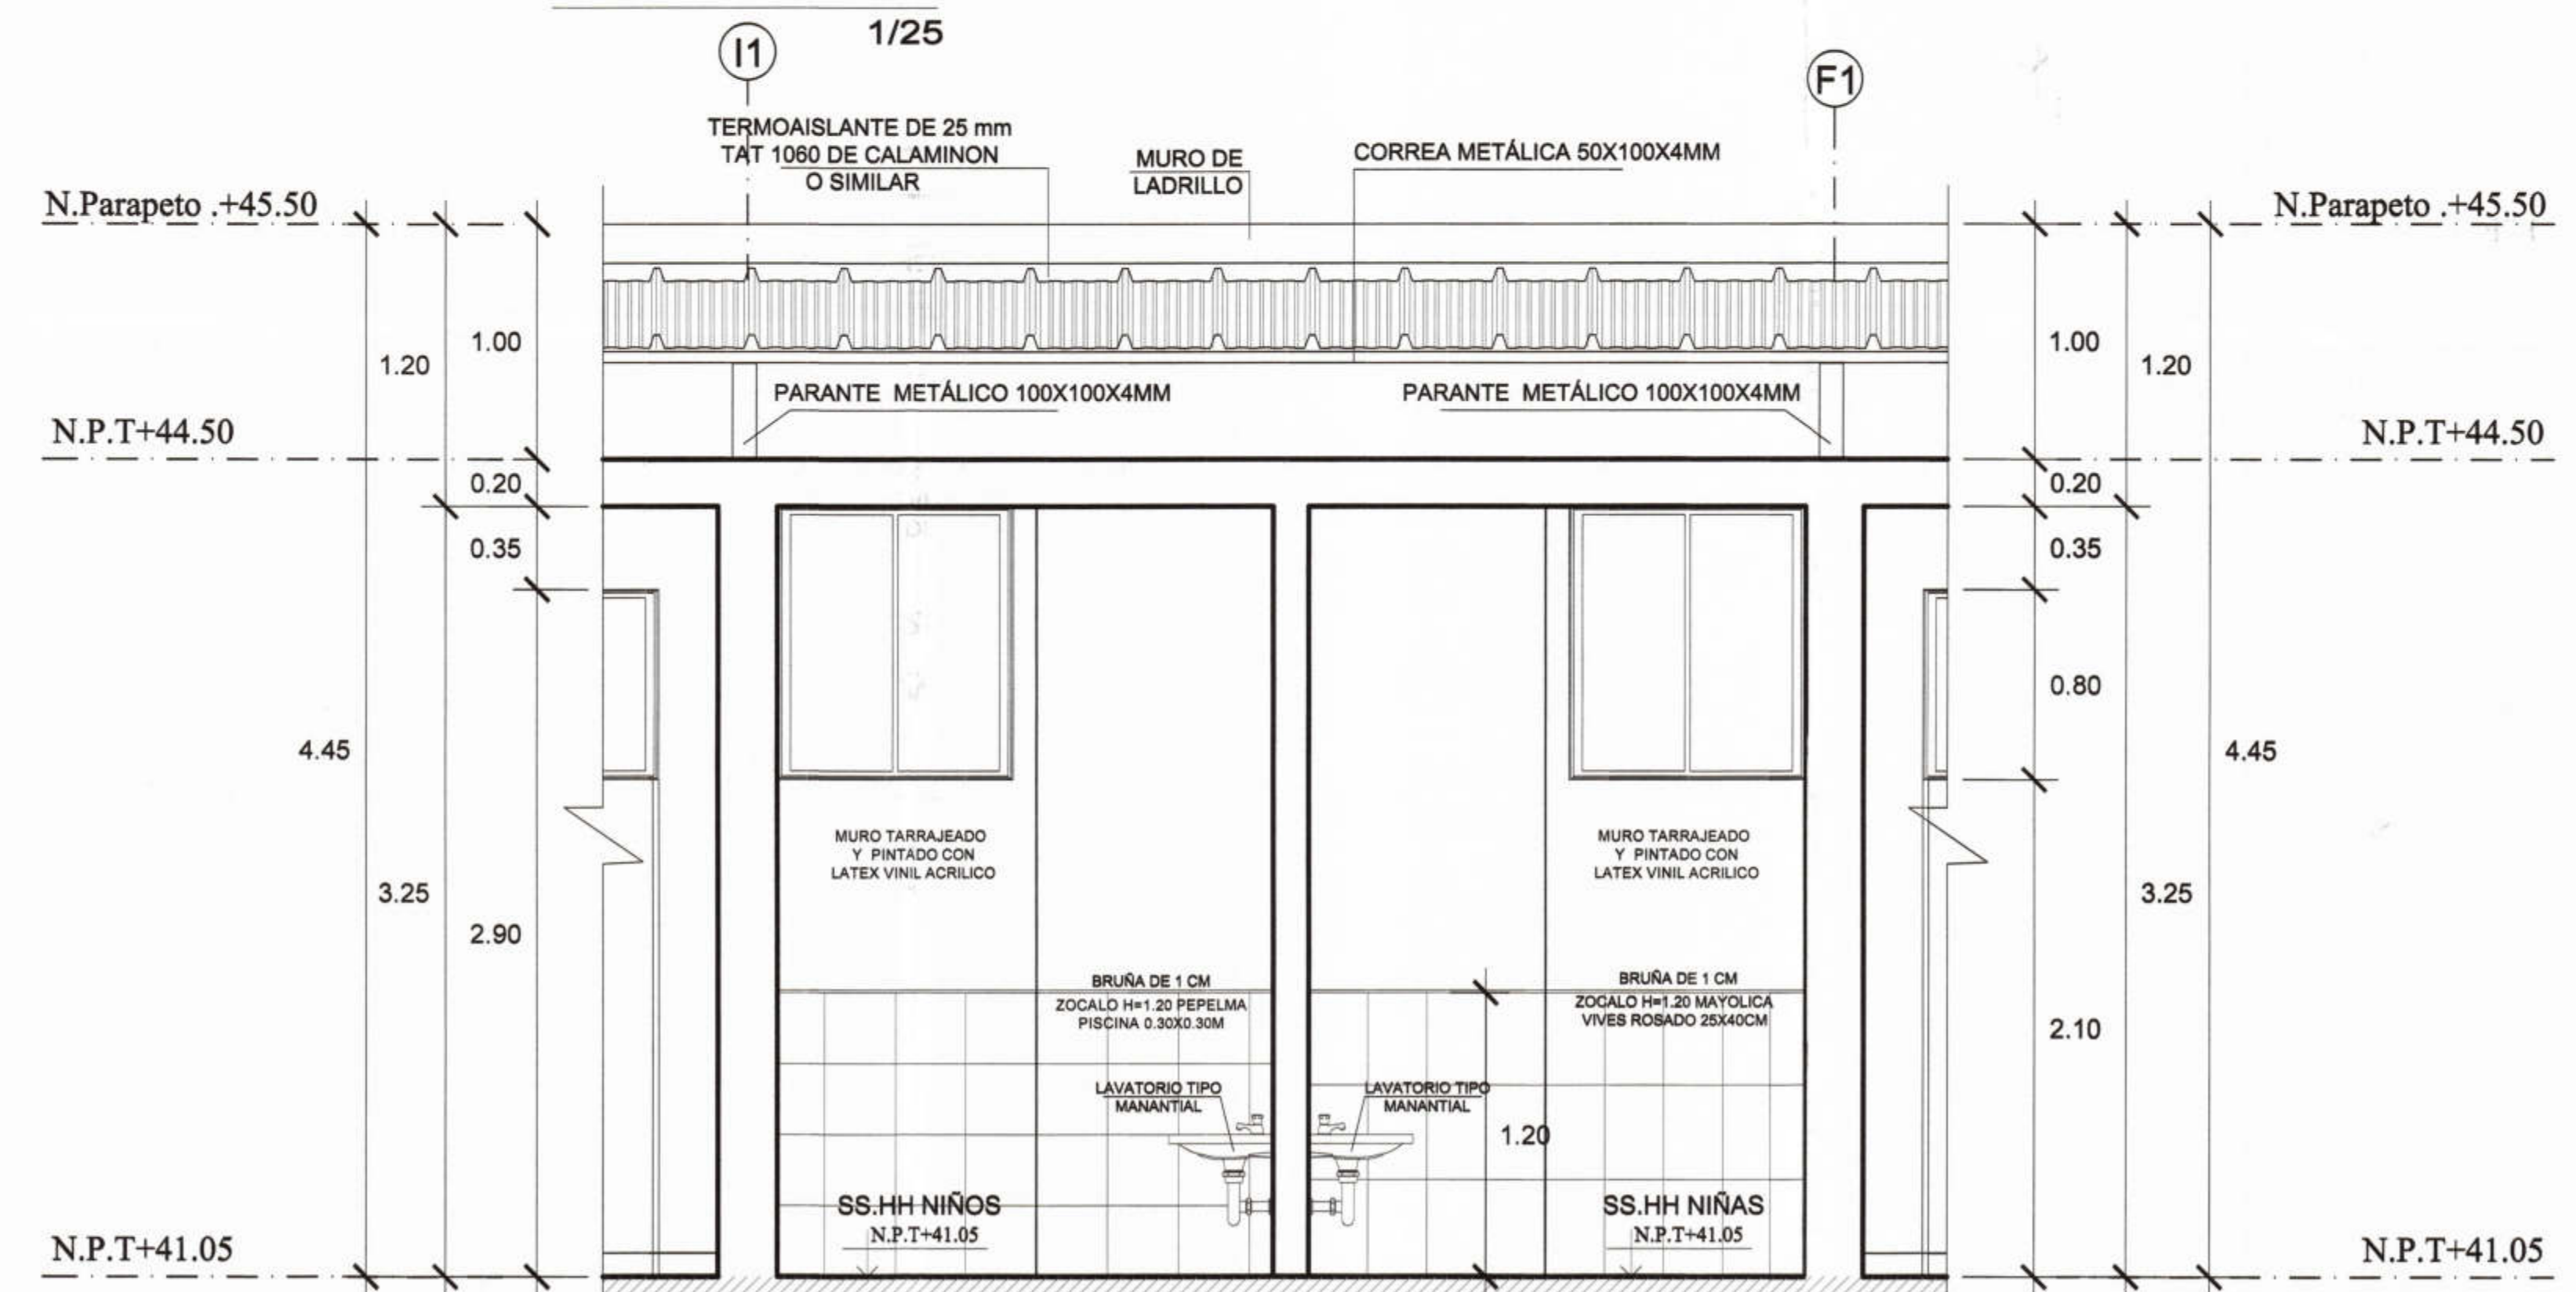 1/25
I1
F1
TERMOAISLANTE DE 25 mm
TAT 1060 DE CALAMINON
O SIMILAR
MURO DE
LADRILLO
CORREA METÁLICA 50X100X4MM
N.Parapeto .+45.50
N.Parapeto .+45.50
1.00
1.20
1.00
1.20
PARANTE METÁLICO 100X100X4MM
PARANTE METÁLICO 100X100X4MM
N.P.T+44.50
N.P.T+44.50
0.20
0.20
0.35
0.35
0.80
4.45
4.45
MURO TARRAJEADO
Y PINTADO CON
LATEX VINIL ACRILICO
MURO TARRAJEADO
Y PINTADO CON
LATEX VINIL ACRILICO
3.25
2.90
3.25
2.10
BRUÑA DE 1 CM
ZOCALO H=1.20 PEPELMA
PISCINA 0.30X0.30M
BRUÑA DE 1 CM
ZOCALO H=1.20 MAYOLICA
VIVES ROSADO 25X40CM
LAVATORIO TIPO
MANANTIAL
LAVATORIO TIPO
MANANTIAL
1.20
SS.HH NIÑOS
N.P.T+41.05
SS.HH NIÑAS
N.P.T+41.05
N.P.T+41.05
N.P.T+41.05